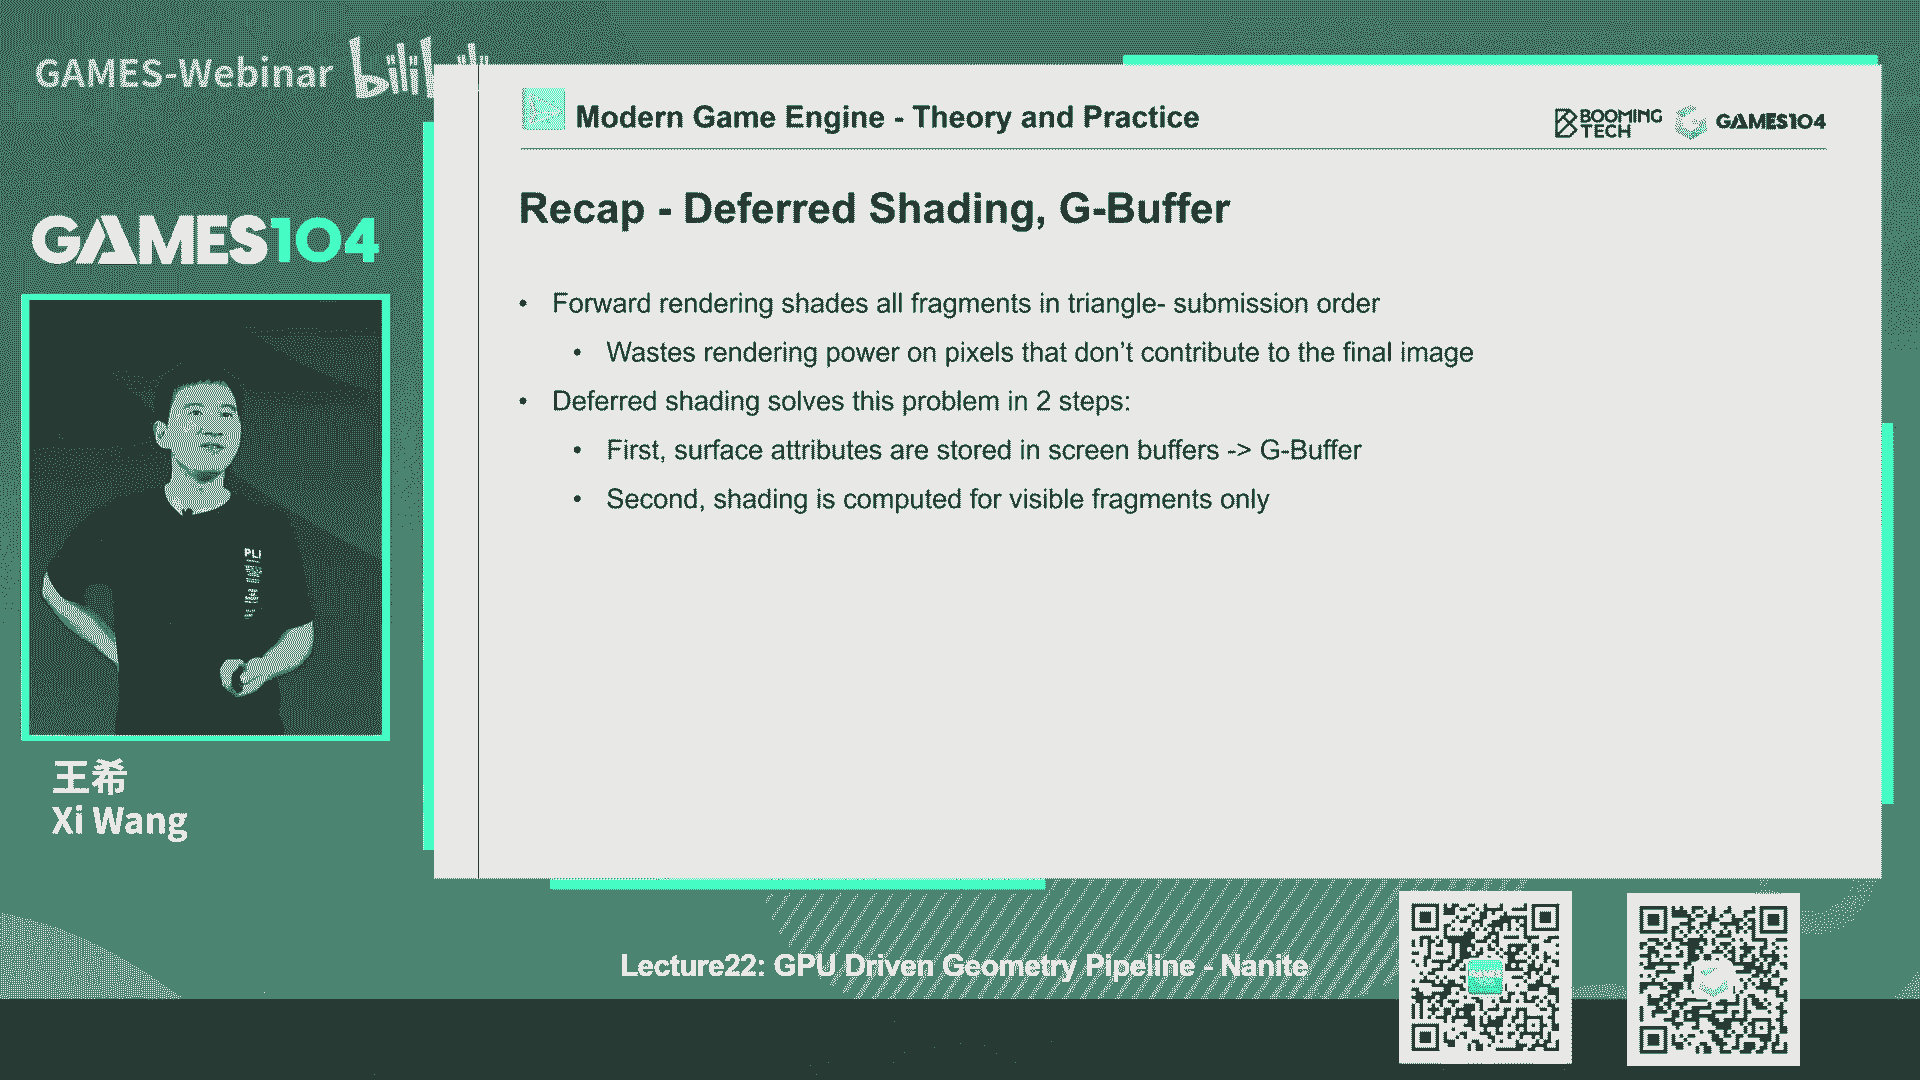 GAMES-Webinar bilibili
Modern Game Engine - Theory and Practice
BOOMING
TECH
GAMES104
GAMES104
Recap - Deferred Shading, G-Buffer
• Forward rendering shades all fragments in triangle- submission order
• Wastes rendering power on pixels that don't contribute to the final image
• Deferred shading solves this problem in 2 steps:
• First, surface attributes are stored in screen buffers -> G-Buffer
• Second, shading is computed for visible fragments only
王希
Xi Wang
Lecture22: GPU Driven Geometry Pipeline - Nanite